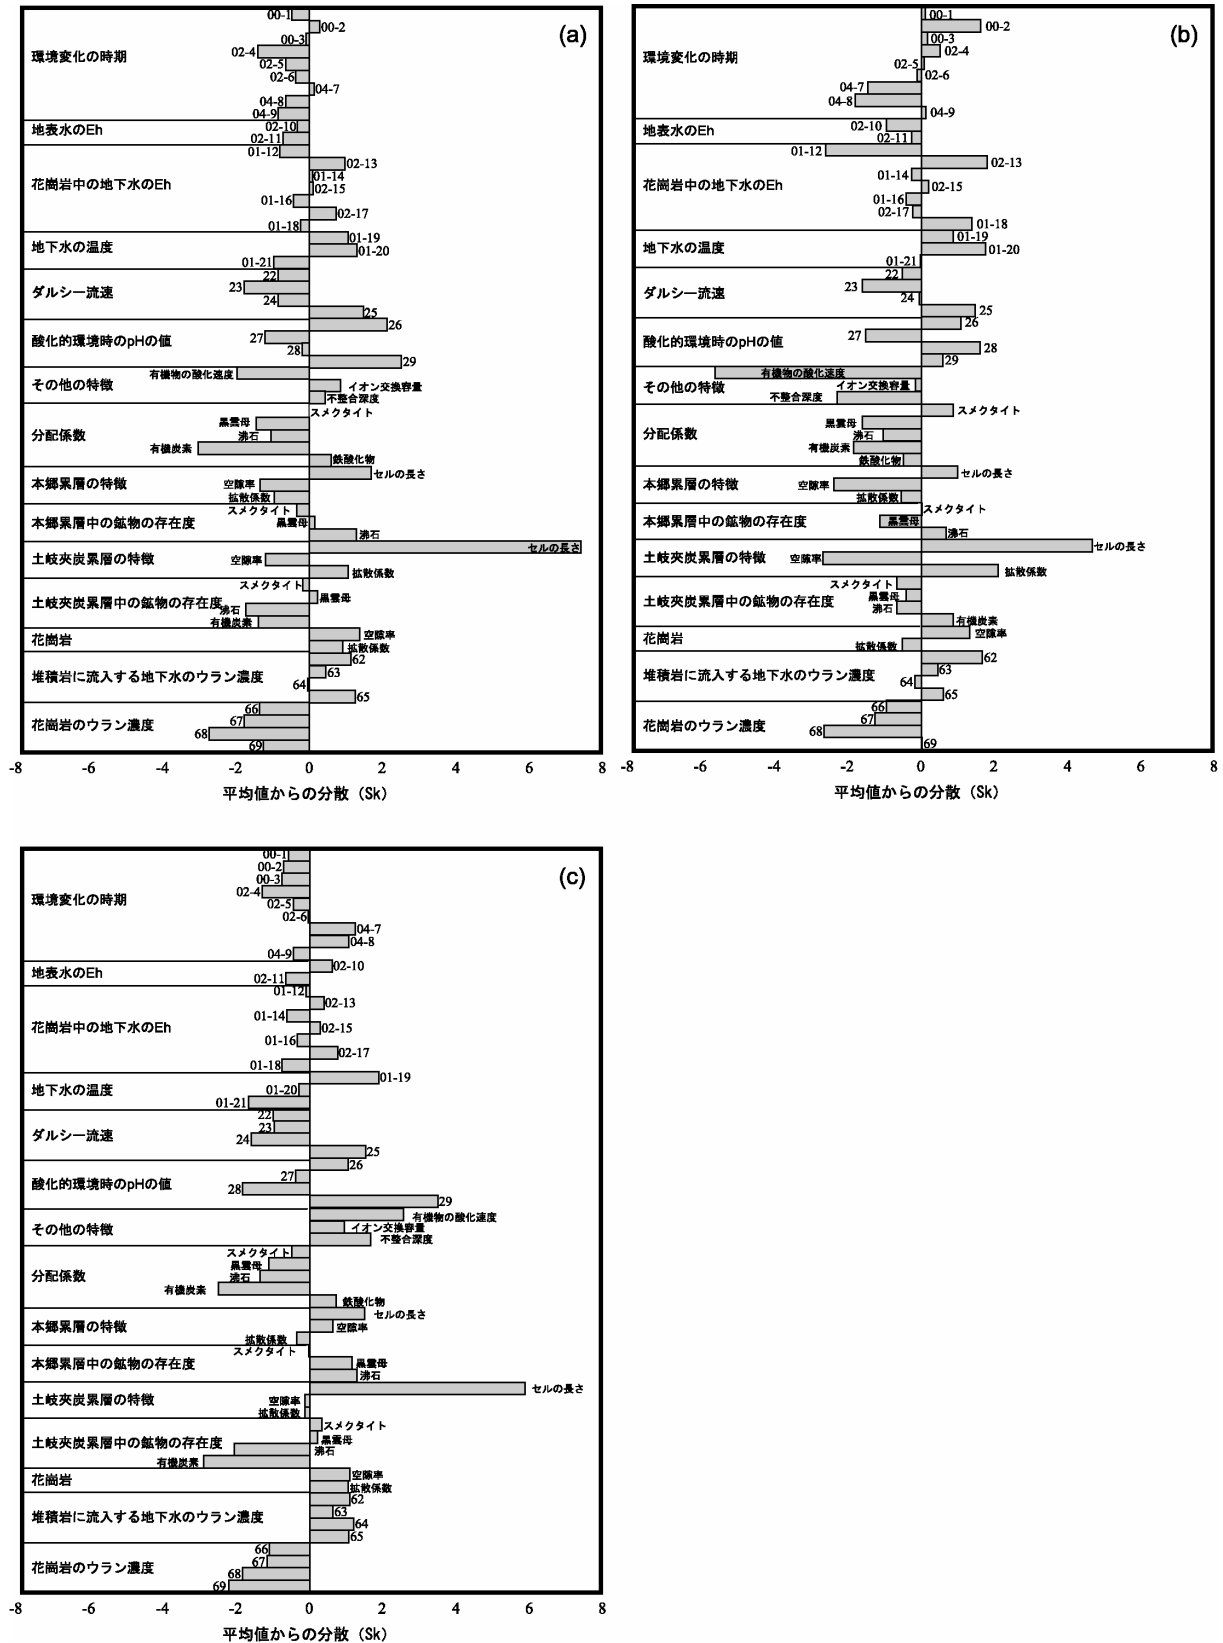 (a)
環境変化の時期
00-1
00-2
00-3
02-4
02-5
02-6
04-7
04-8
04-9
地表水のEh
02-10
02-11
花崗岩中の地下水のEh
01-12
02-13
01-14
02-15
01-16
02-17
01-18
地下水の温度
01-19
01-20
01-21
ダルシー流速
22
23
24
25
酸化的環境時のpHの値
26
27
28
29
その他の特徴
有機物の酸化速度
イオン交換容量
不整合深度
分配係数
スメクタイト
黒雲母
沸石
有機炭素
鉄酸化物
本郷累層の特徴
セルの長さ
空隙率
拡散係数
本郷累層中の鉱物の存在度
スメクタイト
黒雲母
沸石
土岐夾炭累層の特徴
セルの長さ
空隙率
拡散係数
土岐夾炭累層中の鉱物の存在度
スメクタイト
黒雲母
沸石
有機炭素
花崗岩
空隙率
拡散係数
堆積岩に流入する地下水のウラン濃度
62
63
64
65
花崗岩のウラン濃度
66
67
68
69
-8 -6 -4 -2 0 2 4 6 8
平均値からの分散（Sk）
(b)
環境変化の時期
00-1
00-2
00-3
02-4
02-5
02-6
04-7
04-8
04-9
地表水のEh
02-10
02-11
花崗岩中の地下水のEh
01-12
02-13
01-14
02-15
01-16
02-17
01-18
地下水の温度
01-19
01-20
01-21
ダルシー流速
22
23
24
25
酸化的環境時のpHの値
26
27
28
29
その他の特徴
有機物の酸化速度
イオン交換容量
不整合深度
分配係数
スメクタイト
黒雲母
沸石
有機炭素
鉄酸化物
本郷累層の特徴
セルの長さ
空隙率
拡散係数
本郷累層中の鉱物の存在度
スメクタイト
黒雲母
沸石
土岐夾炭累層の特徴
セルの長さ
空隙率
拡散係数
土岐夾炭累層中の鉱物の存在度
スメクタイト
黒雲母
沸石
有機炭素
花崗岩
空隙率
拡散係数
堆積岩に流入する地下水のウラン濃度
62
63
64
65
花崗岩のウラン濃度
66
67
68
69
-8 -6 -4 -2 0 2 4 6 8
平均値からの分散（Sk）
(c)
環境変化の時期
00-1
00-2
00-3
02-4
02-5
02-6
04-7
04-8
04-9
地表水のEh
02-10
02-11
花崗岩中の地下水のEh
01-12
02-13
01-14
02-15
01-16
02-17
01-18
地下水の温度
01-19
01-20
01-21
ダルシー流速
22
23
24
25
酸化的環境時のpHの値
26
27
28
29
その他の特徴
有機物の酸化速度
イオン交換容量
不整合深度
分配係数
スメクタイト
黒雲母
沸石
有機炭素
鉄酸化物
本郷累層の特徴
セルの長さ
空隙率
拡散係数
本郷累層中の鉱物の存在度
スメクタイト
黒雲母
沸石
土岐夾炭累層の特徴
セルの長さ
空隙率
拡散係数
土岐夾炭累層中の鉱物の存在度
スメクタイト
黒雲母
沸石
有機炭素
花崗岩
空隙率
拡散係数
堆積岩に流入する地下水のウラン濃度
62
63
64
65
花崗岩のウラン濃度
66
67
68
69
-8 -6 -4 -2 0 2 4 6 8
平均値からの分散（Sk）